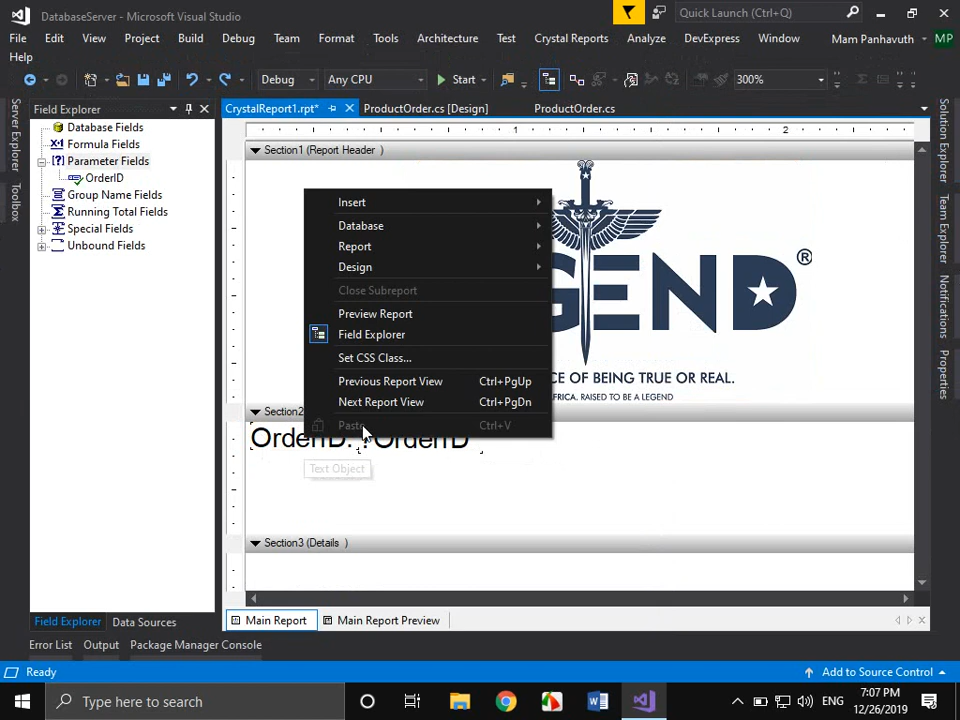 DatabaseServer - Microsoft Visual Studio
Quick Launch (Ctrl+Q)
File Edit View Project Build Debug Team Format Tools Architecture Test Crystal Reports Analyze DevExpress Window Mam Panhavuth MP
Help
Debug Any CPU Start 300%
Server Explorer
Toolbox
Field Explorer
Database Fields
Formula Fields
Parameter Fields
OrderID
Group Name Fields
Running Total Fields
Special Fields
Unbound Fields
CrystalReport1.rpt* ProductOrder.cs [Design] ProductOrder.cs
1 2
Section1 (Report Header )
GEND ®
CE OF BEING TRUE OR REAL.
AFRICA. RAISED TO BE A LEGEND
Insert
Database
Report
Design
Close Subreport
Preview Report
Field Explorer
Set CSS Class...
Previous Report View Ctrl+PgUp
Next Report View Ctrl+PgDn
Paste Ctrl+V
Section2
OrderID: ?OrderID
Text Object
Section3 (Details )
Solution Explorer
Team Explorer
Notifications
Properties
Field Explorer Data Sources
Main Report Main Report Preview
Error List Output Package Manager Console
Ready Add to Source Control
Type here to search
ENG
7:07 PM
12/26/2019